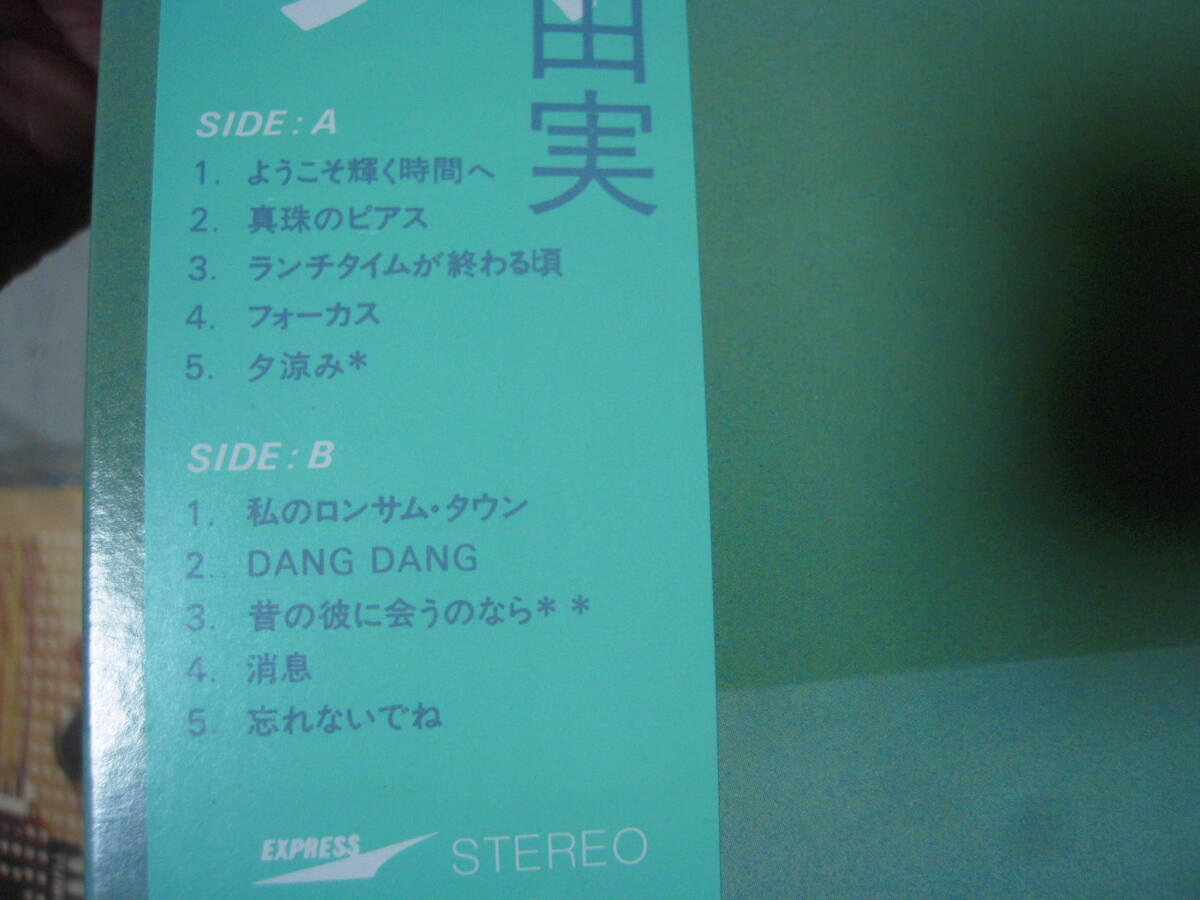 由実
SIDE : A
1. ようこそ輝く時間へ
2. 真珠のピアス
3. ランチタイムが終わる頃
4. フォーカス
5. 夕涼み*
SIDE : B
1. 私のロンサム・タウン
2. DANG DANG
3. 昔の彼に会うのなら* *
4. 消息
5. 忘れないでね
EXPRESS STEREO